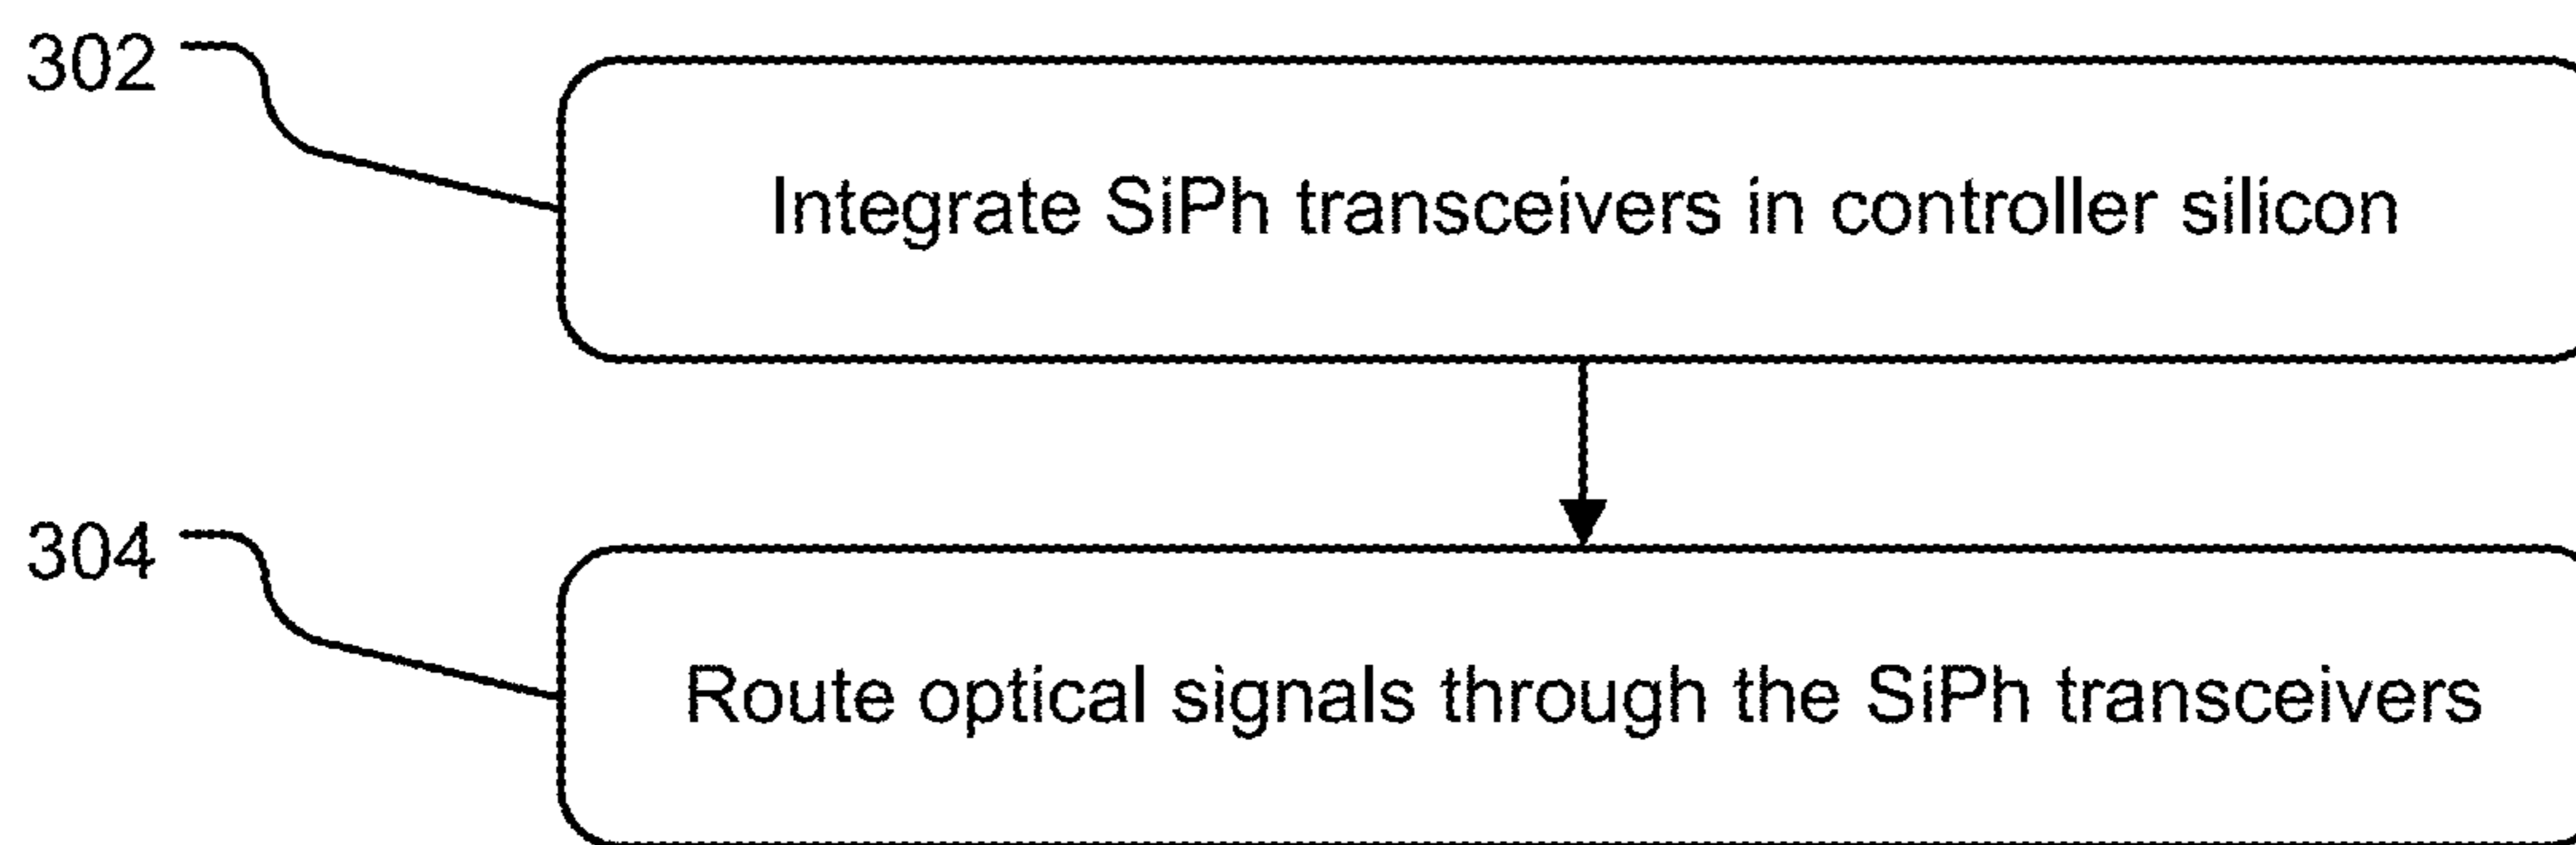 302
Integrate SiPh transceivers in controller silicon
304
Route optical signals through the SiPh transceivers